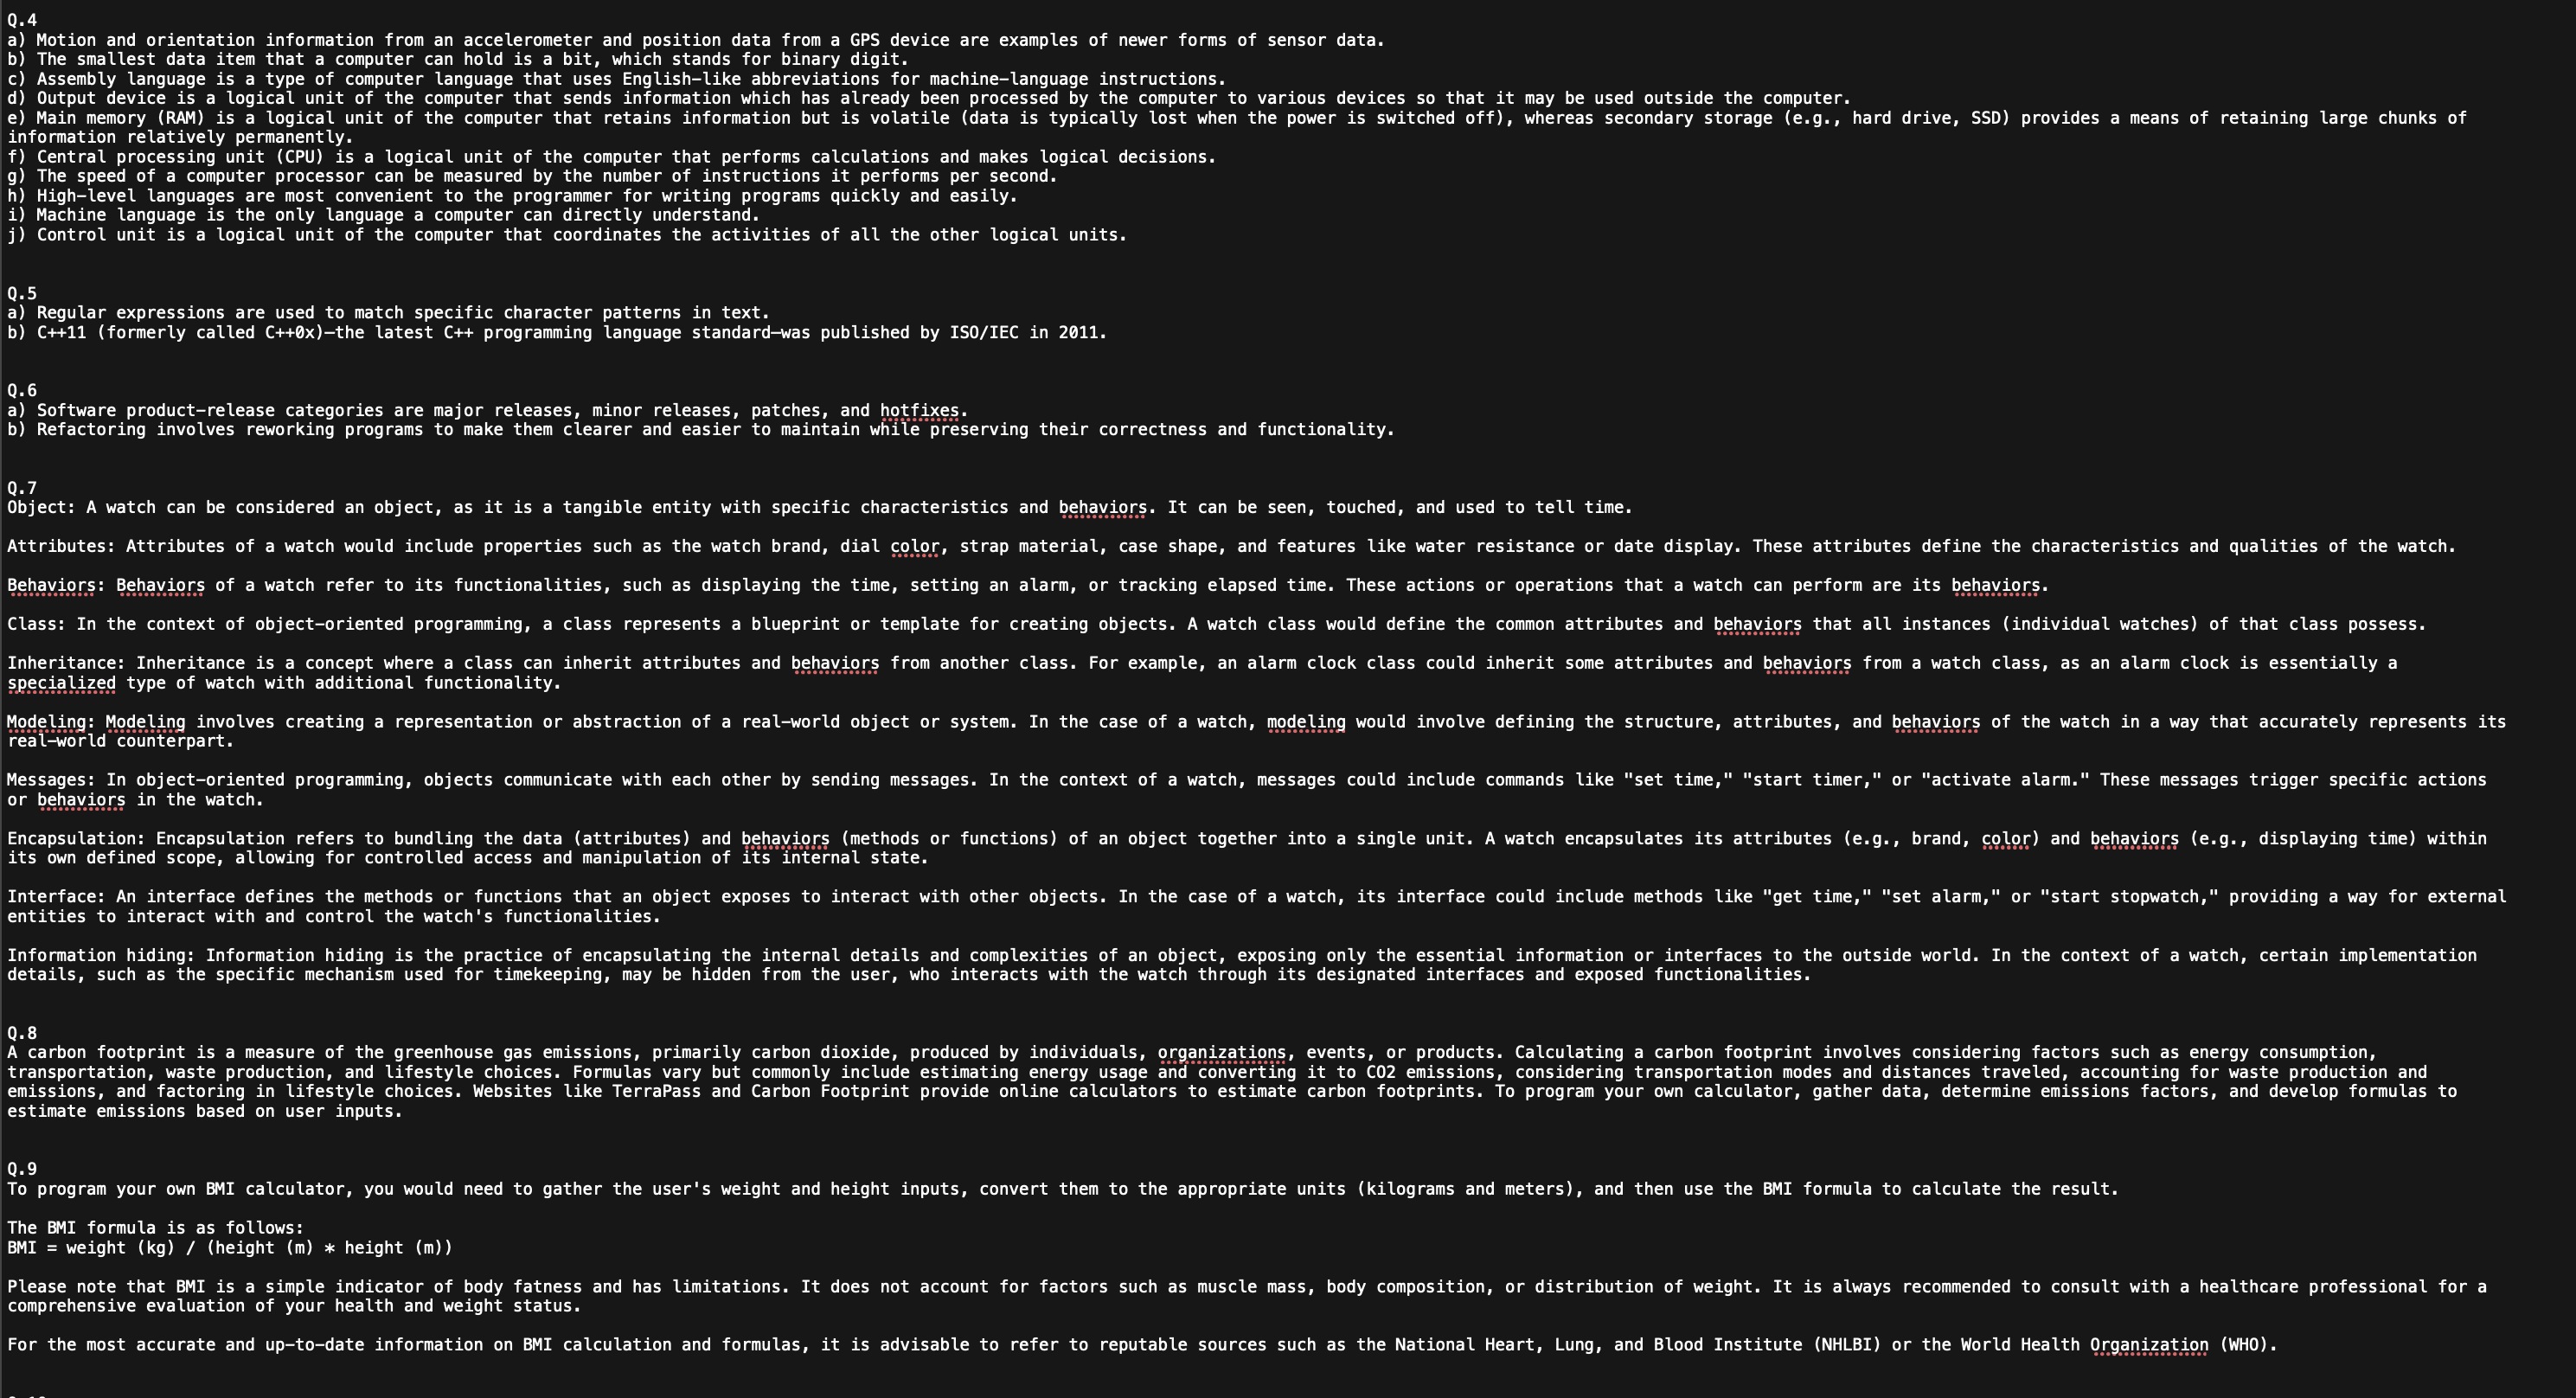 Q.4
a) Motion and orientation information from an accelerometer and position data from a GPS device are examples of newer forms of sensor data.
b) The smallest data item that a computer can hold is a bit, which stands for binary digit.
c) Assembly language is a type of computer language that uses English-like abbreviations for machine-language instructions.
d) Output device is a logical unit of the computer that sends information which has already been processed by the computer to various devices so that it may be used outside the computer.
e) Main memory (RAM) is a logical unit of the computer that retains information but is volatile (data is typically lost when the power is switched off), whereas secondary storage (e.g., hard drive, SSD) provides a means of retaining large chunks of
information relatively permanently.
f) Central processing unit (CPU) is a logical unit of the computer that performs calculations and makes logical decisions.
g) The speed of a computer processor can be measured by the number of instructions it performs per second.
h) High-level languages are most convenient to the programmer for writing programs quickly and easily.
i) Machine language is the only language a computer can directly understand.
j) Control unit is a logical unit of the computer that coordinates the activities of all the other logical units.
Q.5
a) Regular expressions are used to match specific character patterns in text.
b) C++11 (formerly called C++0x)—the latest C++ programming language standard—was published by ISO/IEC in 2011.
Q.6
a) Software product-release categories are major releases, minor releases, patches, and hotfixes.
b) Refactoring involves reworking programs to make them clearer and easier to maintain while preserving their correctness and functionality.
Q.7
Object: A watch can be considered an object, as it is a tangible entity with specific characteristics and behaviors. It can be seen, touched, and used to tell time.
Attributes: Attributes of a watch would include properties such as the watch brand, dial color, strap material, case shape, and features like water resistance or date display. These attributes define the characteristics and qualities of the watch.
Behaviors: Behaviors of a watch refer to its functionalities, such as displaying the time, setting an alarm, or tracking elapsed time. These actions or operations that a watch can perform are its behaviors.
Class: In the context of object-oriented programming, a class represents a blueprint or template for creating objects. A watch class would define the common attributes and behaviors that all instances (individual watches) of that class possess.
Inheritance: Inheritance is a concept where a class can inherit attributes and behaviors from another class. For example, an alarm clock class could inherit some attributes and behaviors from a watch class, as an alarm clock is essentially a
specialized type of watch with additional functionality.
Modeling: Modeling involves creating a representation or abstraction of a real-world object or system. In the case of a watch, modeling would involve defining the structure, attributes, and behaviors of the watch in a way that accurately represents its
real-world counterpart.
Messages: In object-oriented programming, objects communicate with each other by sending messages. In the context of a watch, messages could include commands like "set time," "start timer," or "activate alarm." These messages trigger specific actions
or behaviors in the watch.
Encapsulation: Encapsulation refers to bundling the data (attributes) and behaviors (methods or functions) of an object together into a single unit. A watch encapsulates its attributes (e.g., brand, color) and behaviors (e.g., displaying time) within
its own defined scope, allowing for controlled access and manipulation of its internal state.
Interface: An interface defines the methods or functions that an object exposes to interact with other objects. In the case of a watch, its interface could include methods like "get time," "set alarm," or "start stopwatch," providing a way for external
entities to interact with and control the watch's functionalities.
Information hiding: Information hiding is the practice of encapsulating the internal details and complexities of an object, exposing only the essential information or interfaces to the outside world. In the context of a watch, certain implementation
details, such as the specific mechanism used for timekeeping, may be hidden from the user, who interacts with the watch through its designated interfaces and exposed functionalities.
Q.8
A carbon footprint is a measure of the greenhouse gas emissions, primarily carbon dioxide, produced by individuals, organizations, events, or products. Calculating a carbon footprint involves considering factors such as energy consumption,
transportation, waste production, and lifestyle choices. Formulas vary but commonly include estimating energy usage and converting it to CO2 emissions, considering transportation modes and distances traveled, accounting for waste production and
emissions, and factoring in lifestyle choices. Websites like TerraPass and Carbon Footprint provide online calculators to estimate carbon footprints. To program your own calculator, gather data, determine emissions factors, and develop formulas to
estimate emissions based on user inputs.
Q.9
To program your own BMI calculator, you would need to gather the user's weight and height inputs, convert them to the appropriate units (kilograms and meters), and then use the BMI formula to calculate the result.
The BMI formula is as follows:
BMI = weight (kg) / (height (m) * height (m))
Please note that BMI is a simple indicator of body fatness and has limitations. It does not account for factors such as muscle mass, body composition, or distribution of weight. It is always recommended to consult with a healthcare professional for a
comprehensive evaluation of your health and weight status.
For the most accurate and up-to-date information on BMI calculation and formulas, it is advisable to refer to reputable sources such as the National Heart, Lung, and Blood Institute (NHLBI) or the World Health Organization (WHO).